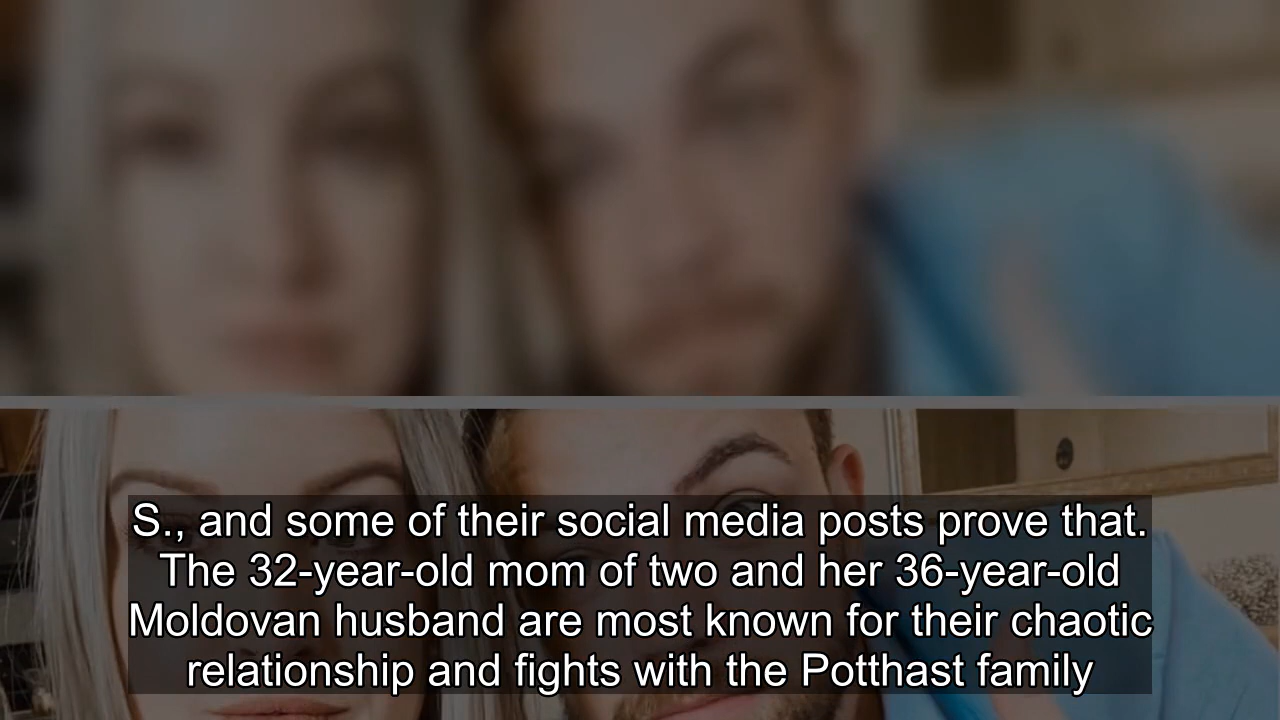 S., and some of their social media posts prove that.
The 32-year-old mom of two and her 36-year-old
Moldovan husband are most known for their chaotic
relationship and fights with the Potthast family